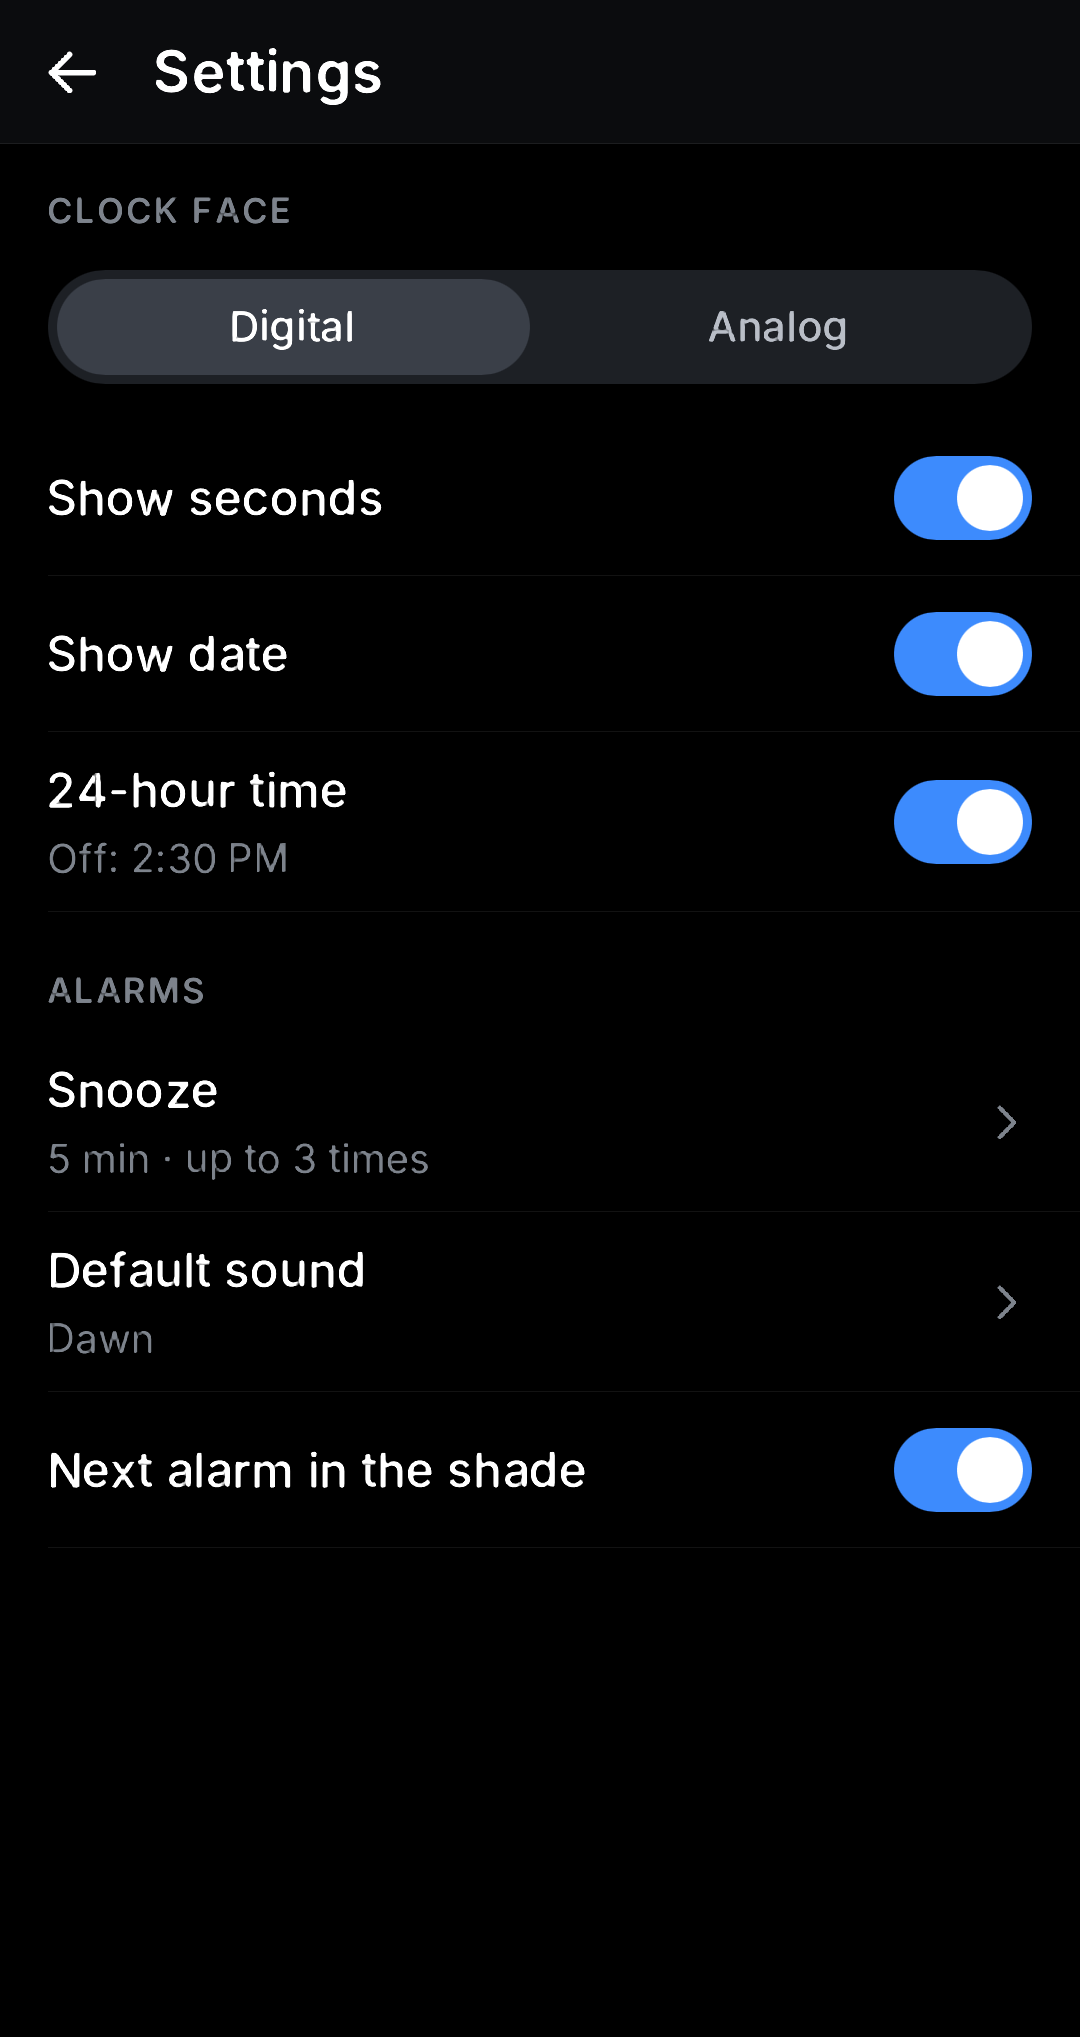 Settings
CLOCK FACE
Digital
Analog
Show seconds
Show date
24-hour time
Off: 2:30 PM
ALARMS
Snooze
5 min · up to 3 times
Default sound
Dawn
Next alarm in the shade